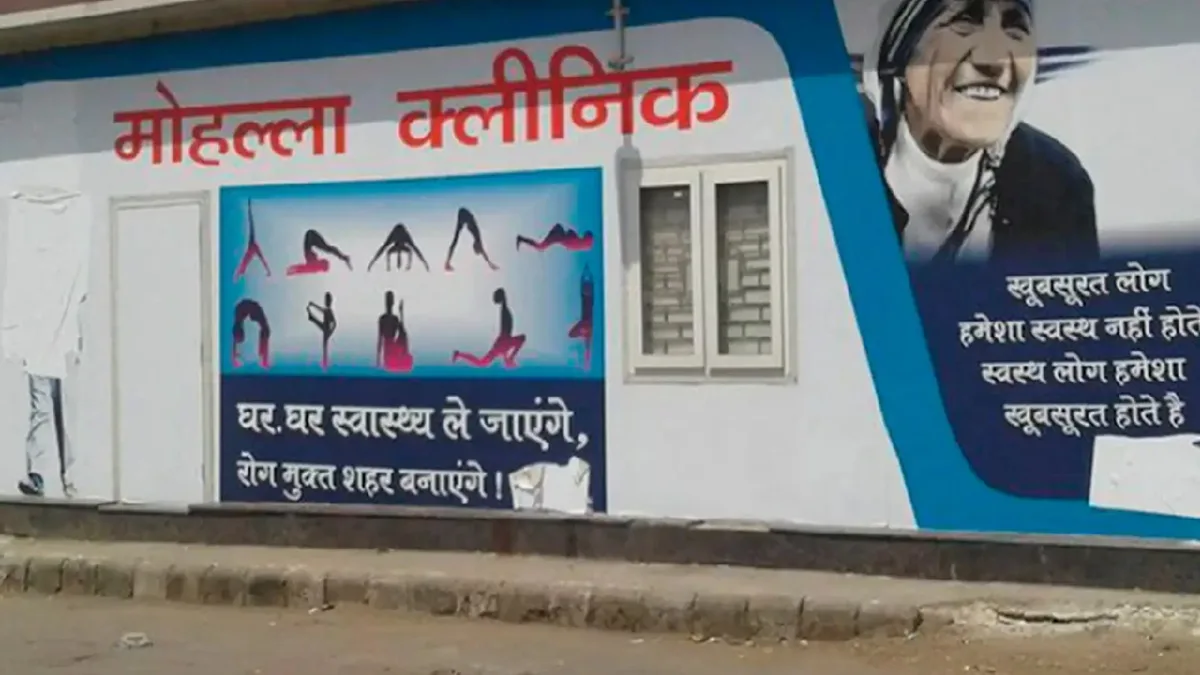 मोहल्ला क्लीनिक
घर.घर स्वास्थ्य ले जाएंगे,
रोग मुक्त शहर बनाएंगे !
खूबसूरत लोग
हमेशा स्वस्थ नहीं होते
स्वस्थ लोग हमेशा
खूबसूरत होते है